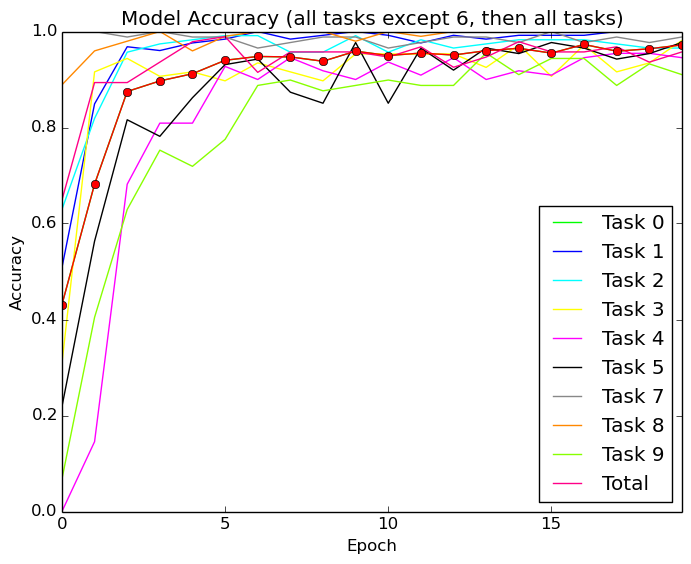 Model Accuracy (all tasks except 6, then all tasks)
1.0
0.8
0.6
0.4
0.2
0.0
Accuracy
0 5 10 15
Epoch
Task 0
Task 1
Task 2
Task 3
Task 4
Task 5
Task 7
Task 8
Task 9
Total